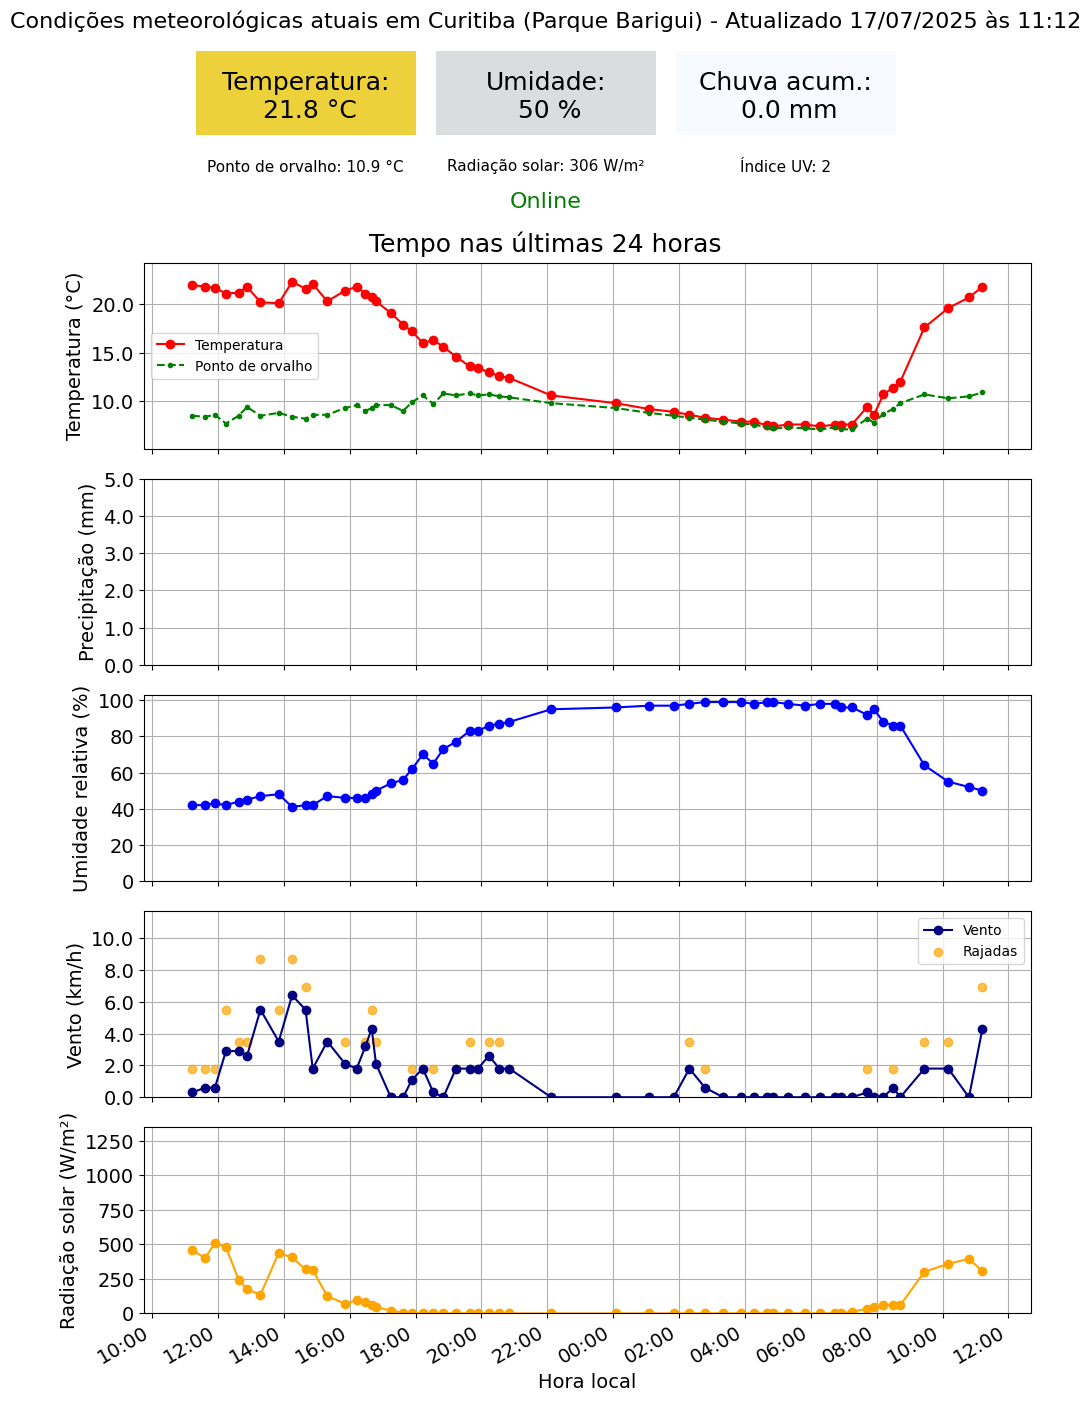 Condições meteorológicas atuais em Curitiba (Parque Barigui) - Atualizado 17/07/2025 às 11:12
Temperatura:
21.8 °C
Umidade:
50 %
Chuva acum.:
0.0 mm
Ponto de orvalho: 10.9 °C
Radiação solar: 306 W/m²
Índice UV: 2
Online
Tempo nas últimas 24 horas
Temperatura (°C)
20.0
15.0
10.0
Temperatura
Ponto de orvalho
Precipitação (mm)
5.0
4.0
3.0
2.0
1.0
0.0
Umidade relativa (%)
100
80
60
40
20
0
Vento (km/h)
10.0
8.0
6.0
4.0
2.0
0.0
Vento
Rajadas
Radiação solar (W/m²)
1250
1000
750
500
250
0
10:00
12:00
14:00
16:00
18:00
20:00
22:00
00:00
02:00
04:00
06:00
08:00
10:00
12:00
Hora local